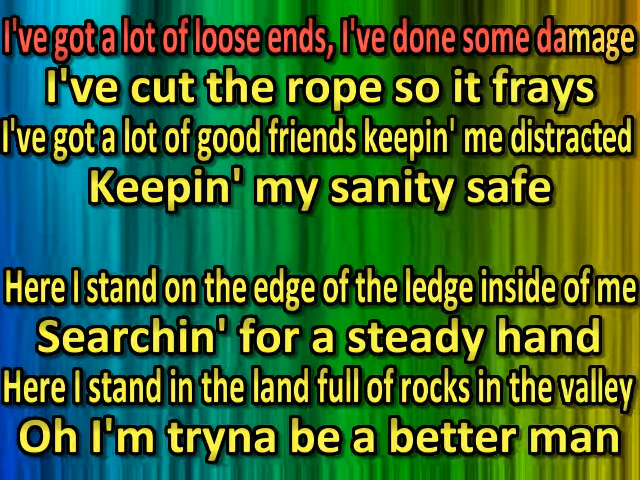 I've got a lot of loose ends, I've done some damage
I've cut the rope so it frays
I've got a lot of good friends keepin' me distracted
Keepin' my sanity safe
Here I stand on the edge of the ledge inside of me
Searchin' for a steady hand
Here I stand in the land full of rocks in the valley
Oh I'm tryna be a better man